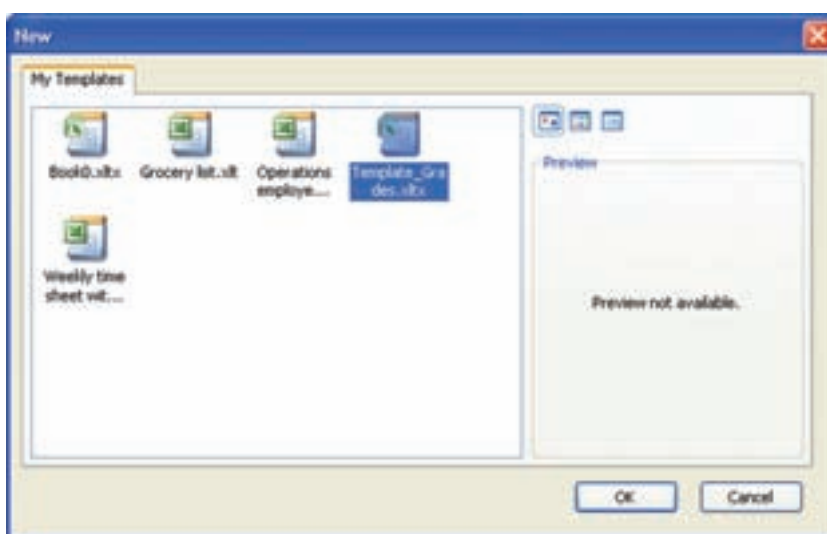 New
My Templates
Book0.xltx
Grocery list.xlt
Operations
employe....
Template_Gra
des.xltx
Weekly time
sheet wit....
Preview
Preview not available.
OK
Cancel